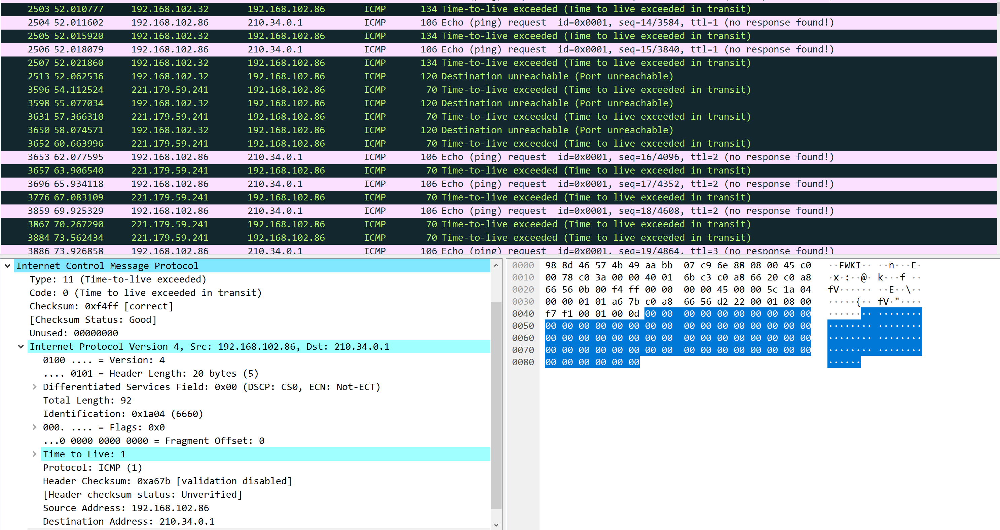 2503 52.010777 192.168.102.32 192.168.102.86 ICMP 134 Time-to-live exceeded (Time to live exceeded in transit)
2504 52.011602 192.168.102.86 210.34.0.1 ICMP 106 Echo (ping) request id=0x0001, seq=14/3584, ttl=1 (no response found!)
2505 52.015920 192.168.102.32 192.168.102.86 ICMP 134 Time-to-live exceeded (Time to live exceeded in transit)
2506 52.018079 192.168.102.86 210.34.0.1 ICMP 106 Echo (ping) request id=0x0001, seq=15/3840, ttl=1 (no response found!)
2507 52.021860 192.168.102.32 192.168.102.86 ICMP 134 Time-to-live exceeded (Time to live exceeded in transit)
2513 52.062536 192.168.102.32 192.168.102.86 ICMP 120 Destination unreachable (Port unreachable)
3596 54.112524 221.179.59.241 192.168.102.86 ICMP 70 Time-to-live exceeded (Time to live exceeded in transit)
3598 55.077034 192.168.102.32 192.168.102.86 ICMP 120 Destination unreachable (Port unreachable)
3631 57.366310 221.179.59.241 192.168.102.86 ICMP 70 Time-to-live exceeded (Time to live exceeded in transit)
3650 58.074571 192.168.102.32 192.168.102.86 ICMP 120 Destination unreachable (Port unreachable)
3652 60.663996 221.179.59.241 192.168.102.86 ICMP 70 Time-to-live exceeded (Time to live exceeded in transit)
3653 62.077595 192.168.102.86 210.34.0.1 ICMP 106 Echo (ping) request id=0x0001, seq=16/4096, ttl=2 (no response found!)
3657 63.906540 221.179.59.241 192.168.102.86 ICMP 70 Time-to-live exceeded (Time to live exceeded in transit)
3696 65.934118 192.168.102.86 210.34.0.1 ICMP 106 Echo (ping) request id=0x0001, seq=17/4352, ttl=2 (no response found!)
3776 67.083109 221.179.59.241 192.168.102.86 ICMP 70 Time-to-live exceeded (Time to live exceeded in transit)
3859 69.925329 192.168.102.86 210.34.0.1 ICMP 106 Echo (ping) request id=0x0001, seq=18/4608, ttl=2 (no response found!)
3867 70.267290 221.179.59.241 192.168.102.86 ICMP 70 Time-to-live exceeded (Time to live exceeded in transit)
3884 73.562434 221.179.59.241 192.168.102.86 ICMP 70 Time-to-live exceeded (Time to live exceeded in transit)
3886 73.926858 192.168.102.86 210.34.0.1 ICMP 106 Echo (ping) request id=0x0001, seq=19/4864, ttl=3 (no response found!)
Internet Control Message Protocol
Type: 11 (Time-to-live exceeded)
Code: 0 (Time to live exceeded in transit)
Checksum: 0xf4ff [correct]
[Checksum Status: Good]
Unused: 00000000
Internet Protocol Version 4, Src: 192.168.102.86, Dst: 210.34.0.1
0100 .... = Version: 4
.... 0101 = Header Length: 20 bytes (5)
Differentiated Services Field: 0x00 (DSCP: CS0, ECN: Not-ECT)
Total Length: 92
Identification: 0x1a04 (6660)
000. .... = Flags: 0x0
...0 0000 0000 0000 = Fragment Offset: 0
Time to Live: 1
Protocol: ICMP (1)
Header Checksum: 0xa67b [validation disabled]
[Header checksum status: Unverified]
Source Address: 192.168.102.86
Destination Address: 210.34.0.1
0000 98 8d 46 57 4b 49 aa bb 07 c9 6e 88 08 00 45 c0 ··FWKI·· ··n···E·
0010 00 78 c0 3a 00 00 40 01 6b c3 c0 a8 66 20 c0 a8 ·x·:··@· k···f ··
0020 66 56 0b 00 f4 ff 00 00 00 00 45 00 00 5c 1a 04 fV······ ··E··\··
0030 00 00 01 01 a6 7b c0 a8 66 56 d2 22 00 01 08 00 ·····{·· fV·"····
0040 f7 f1 00 01 00 0d 00 00 00 00 00 00 00 00 00 00 ········ ········
0050 00 00 00 00 00 00 00 00 00 00 00 00 00 00 00 00 ········ ········
0060 00 00 00 00 00 00 00 00 00 00 00 00 00 00 00 00 ········ ········
0070 00 00 00 00 00 00 00 00 00 00 00 00 00 00 00 00 ········ ········
0080 00 00 00 00 00 00 ······